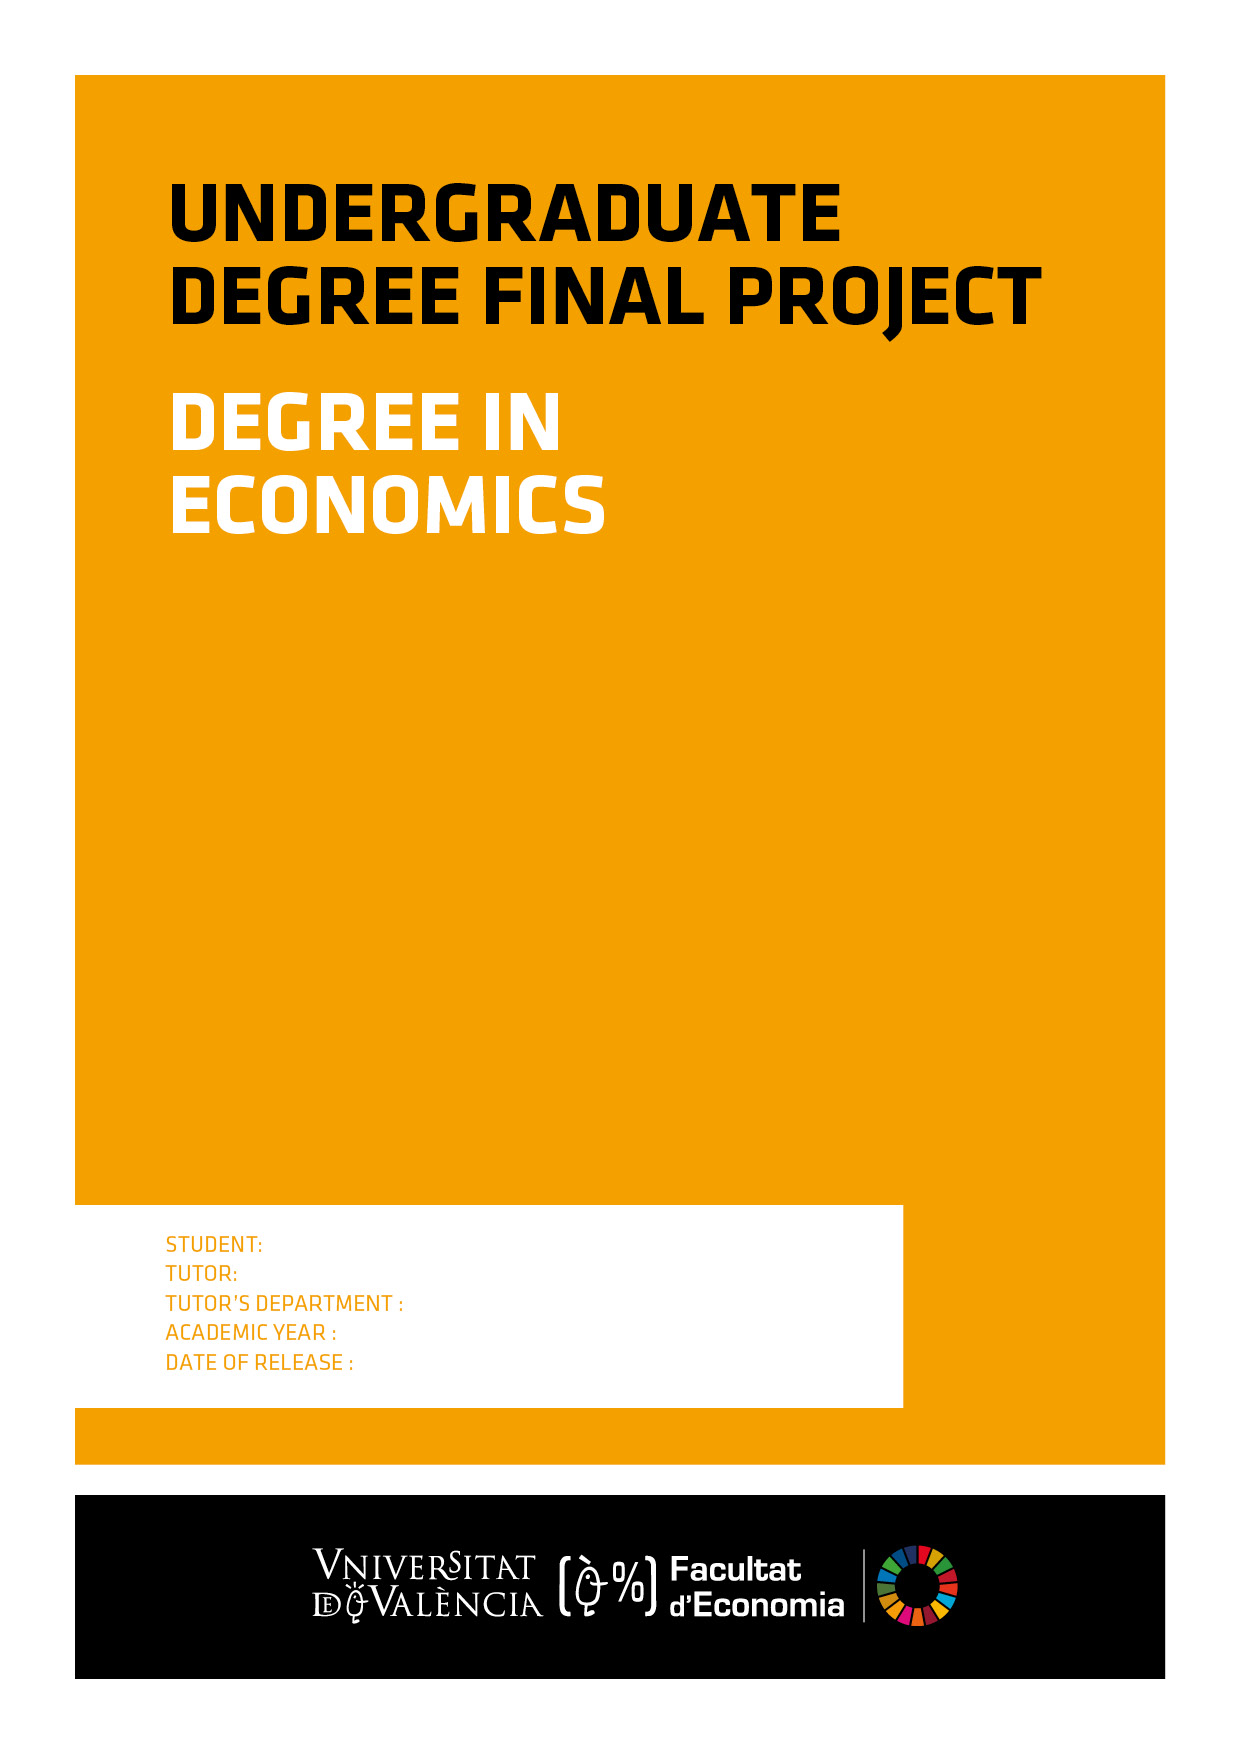 UNDERGRADUATE
DEGREE FINAL PROJECT
DEGREE IN
ECONOMICS
STUDENT:
TUTOR:
TUTOR'S DEPARTMENT :
ACADEMIC YEAR :
DATE OF RELEASE :
VNIVERSITAT
DE VALÈNCIA
[%]
Facultat
d'Economia